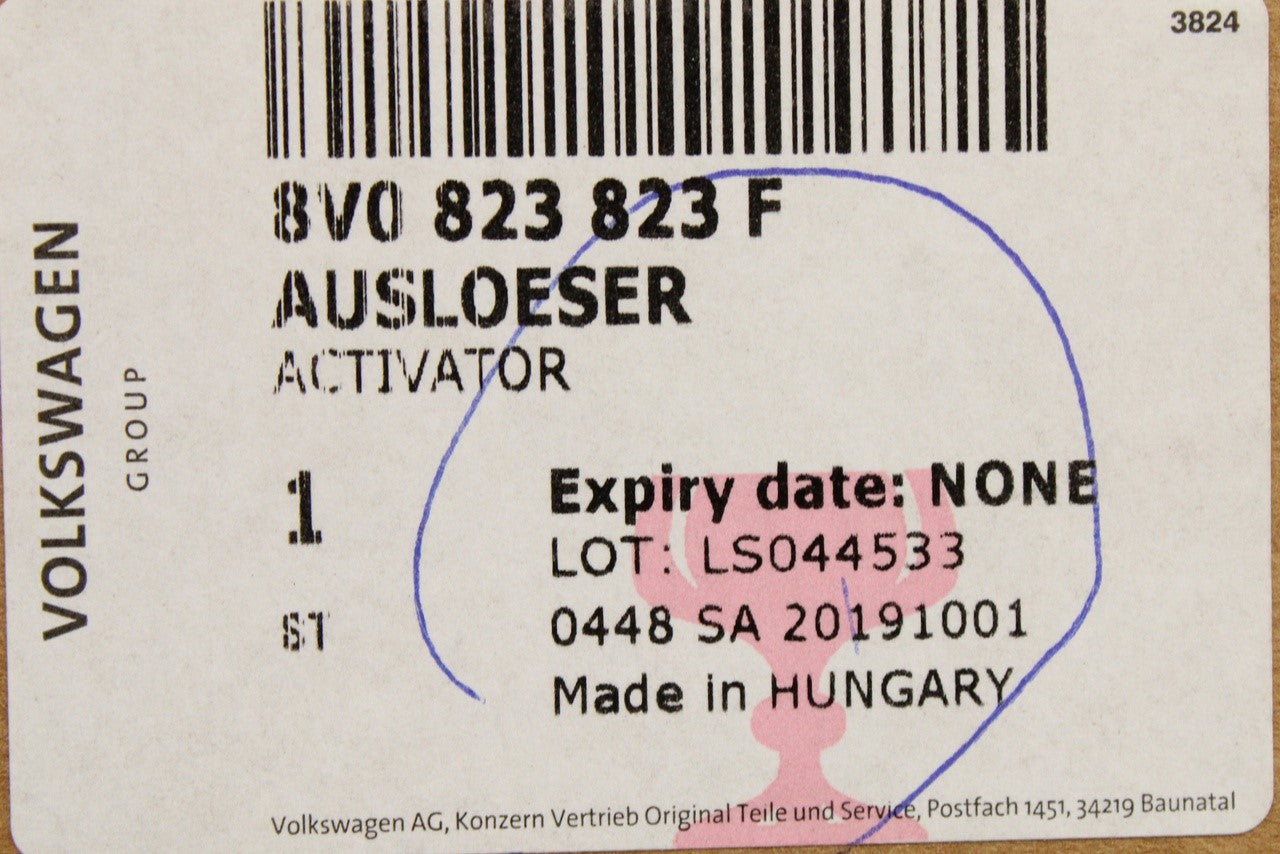 3824
8V0 823 823 F
AUSLOESER
ACTIVATOR
1
ST
Expiry date: NONE
LOT: LS044533
0448 SA 20191001
Made in HUNGARY
VOLKSWAGEN
GROUP
Volkswagen AG, Konzern Vertrieb Original Teile und Service, Postfach 1451, 34219 Baunatal